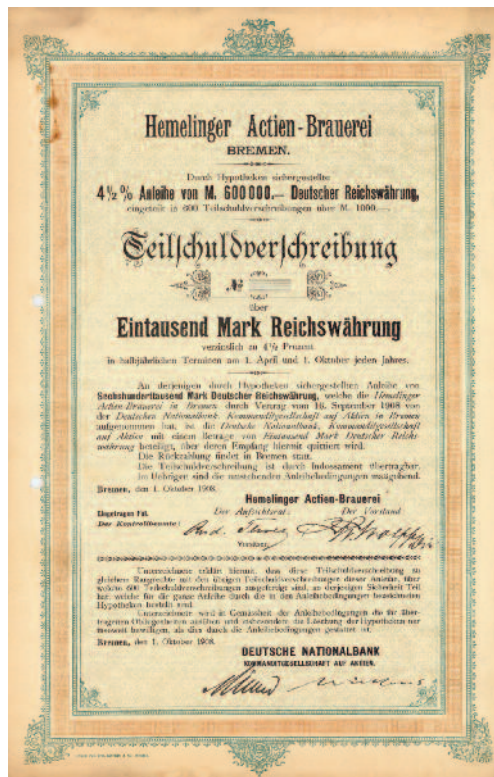 Hemelinger Actien-Brauerei
BREMEN.
Durch Hypotheken sichergestellte
4½ % Anleihe von M. 600000.— Deutscher Reichswährung,
eingeteilt in 600 Teilschuldverschreibungen über M. 1000.—.
Teilschuldverschreibung
№
über
Eintausend Mark Reichswährung
verzinslich zu 4½ Prozent
in halbjährlichen Terminen am 1. April und 1. Oktober jeden Jahres.
An derjenigen durch Hypotheken sichergestellten Anleihe von
Sechshunderttausend Mark Deutscher Reichswährung, welche die Hemelinger
Actien-Brauerei in Bremen durch Vertrag vom 16. September 1908 von
der Deutschen Nationalbank, Kommanditgesellschaft auf Aktien in Bremen
aufgenommen hat, ist die Deutsche Nationalbank, Kommanditgesellschaft
auf Aktien mit einem Betrage von Eintausend Mark Deutscher Reichs-
währung beteiligt, über deren Empfang hiermit quittiert wird.
Die Rückzahlung findet in Bremen statt.
Die Teilschuldverschreibung ist durch Indossament übertragbar.
Im Uebrigen sind die umstehenden Anleihebedingungen massgebend.
Bremen, den 1. Oktober 1908.
Hemelinger Actien-Brauerei
Eingetragen Fol.
Der Aufsichtsrat:
Der Vorstand:
Der Kontrollbeamte:
Vorsitzer.
Unterzeichnete erklärt hiermit, dass diese Teilschuldverschreibung zu
gleichem Rangrechte mit den übrigen Teilschuldverschreibungen dieser Anleihe, über
welche 600 Teilschuldverschreibungen ausgefertigt sind, an derjenigen Sicherheit Teil
hat, welche für die ganze Anleihe durch die in den Anleihebedingungen bezeichneten
Hypotheken bestellt sind.
Unterzeichnete wird in Gemässheit der Anleihebedingungen die ihr über-
tragenen Obliegenheiten ausüben und insbesondere die Löschung der Hypotheken nur
insoweit bewilligen, als dies durch die Anleihebedingungen gestattet ist.
Bremen, den 1. Oktober 1908.
DEUTSCHE NATIONALBANK
KOMMANDITGESELLSCHAFT AUF AKTIEN.